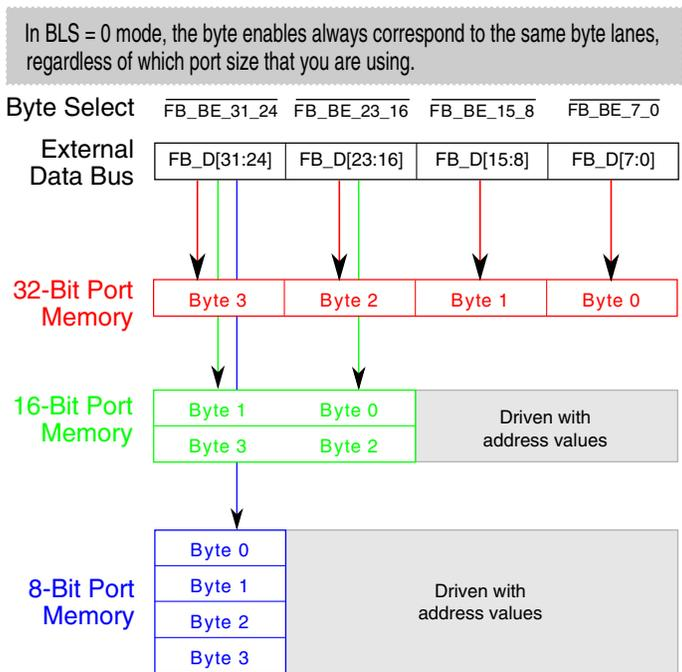 In BLS = 0 mode, the byte enables always correspond to the same byte lanes,
regardless of which port size that you are using.
Byte Select FB_BE_31_24 FB_BE_23_16 FB_BE_15_8 FB_BE_7_0
External
Data Bus
FB_D[31:24] FB_D[23:16] FB_D[15:8] FB_D[7:0]
32-Bit Port
Memory
Byte 3 Byte 2 Byte 1 Byte 0
16-Bit Port
Memory
Byte 1 Byte 0
Byte 3 Byte 2
Driven with
address values
8-Bit Port
Memory
Byte 0
Byte 1
Byte 2
Byte 3
Driven with
address values